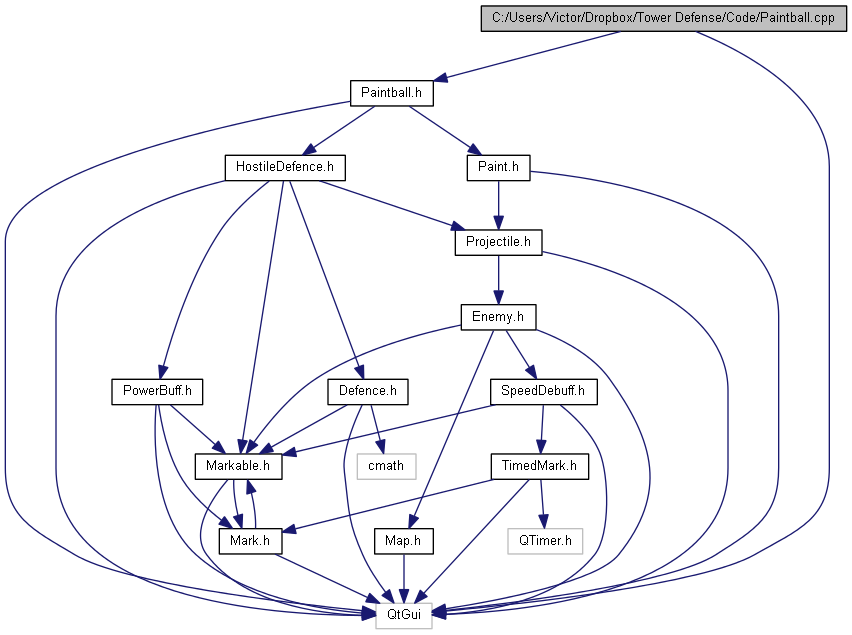 C:/Users/Victor/Dropbox/Tower Defense/Code/Paintball.cpp
Paintball.h
HostileDefence.h
Paint.h
Projectile.h
Enemy.h
PowerBuff.h
Defence.h
SpeedDebuff.h
Markable.h
cmath
TimedMark.h
Mark.h
Map.h
QTimer.h
QtGui